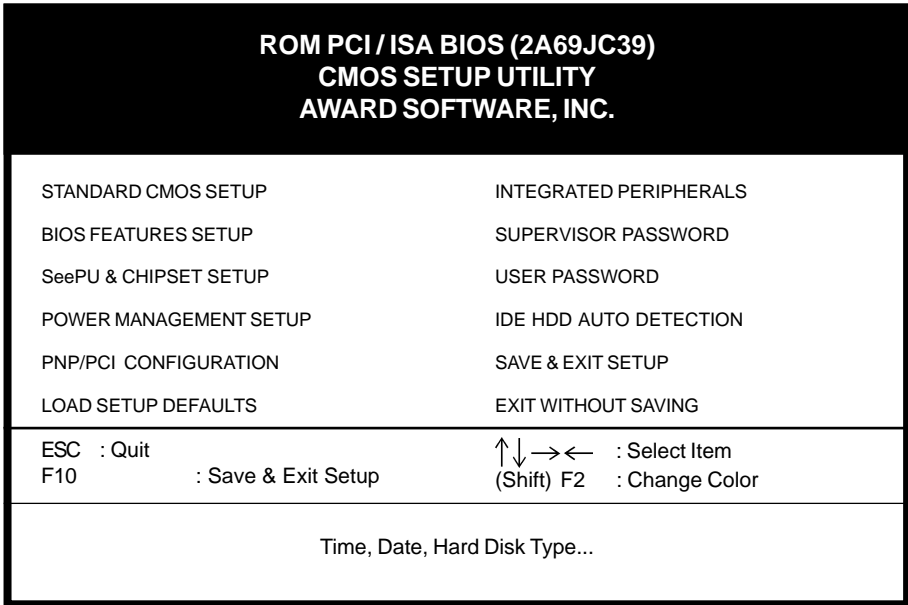 ROM PCI / ISA BIOS (2A69JC39)
CMOS SETUP UTILITY
AWARD SOFTWARE, INC.
STANDARD CMOS SETUP
BIOS FEATURES SETUP
SeePU & CHIPSET SETUP
POWER MANAGEMENT SETUP
PNP/PCI CONFIGURATION
LOAD SETUP DEFAULTS
INTEGRATED PERIPHERALS
SUPERVISOR PASSWORD
USER PASSWORD
IDE HDD AUTO DETECTION
SAVE & EXIT SETUP
EXIT WITHOUT SAVING
ESC : Quit
F10 : Save & Exit Setup
↑↓→← : Select Item
(Shift) F2 : Change Color
Time, Date, Hard Disk Type...